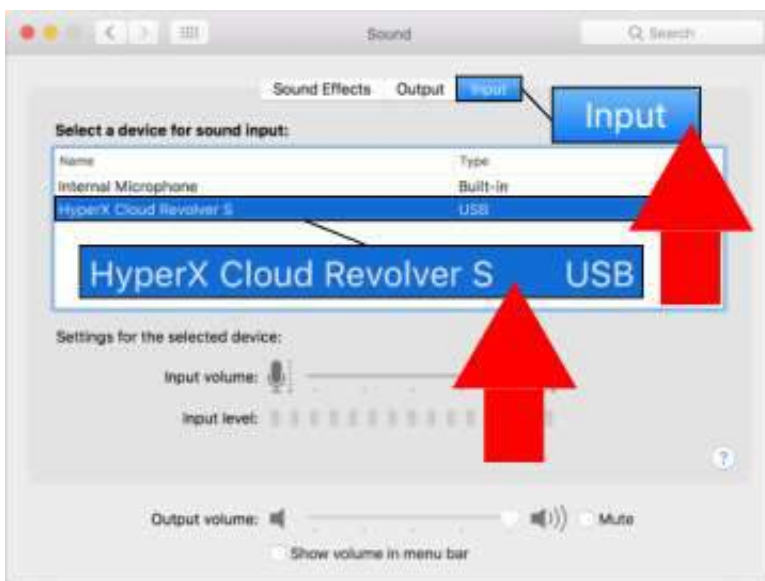 Sound
Search
Sound Effects Output Input
Input
Select a device for sound input:
Name Type
Internal Microphone Built-in
HyperX Cloud Revolver S USB
HyperX Cloud Revolver S USB
Settings for the selected device:
Input volume:
Input level:
?
Output volume: Mute
Show volume in menu bar